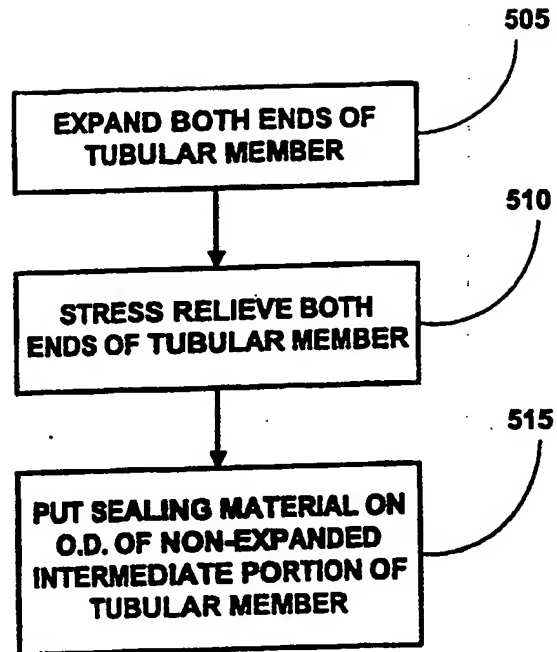 505
EXPAND BOTH ENDS OF
TUBULAR MEMBER
510
STRESS RELIEVE BOTH
ENDS OF TUBULAR MEMBER
515
PUT SEALING MATERIAL ON
O.D. OF NON-EXPANDED
INTERMEDIATE PORTION OF
TUBULAR MEMBER